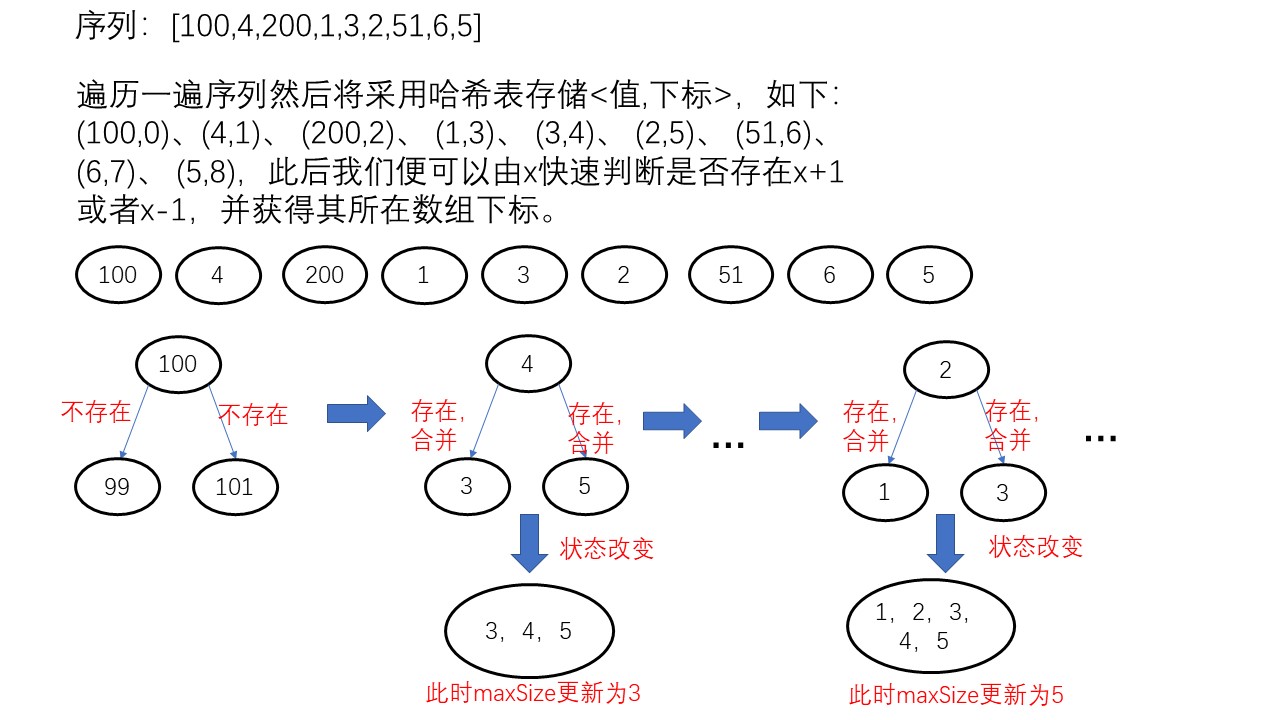 序列：[100,4,200,1,3,2,51,6,5]
遍历一遍序列然后将采用哈希表存储<值,下标>，如下：
(100,0)、(4,1)、 (200,2)、 (1,3)、 (3,4)、 (2,5)、 (51,6)、
(6,7)、 (5,8)，此后我们便可以由x快速判断是否存在x+1
或者x-1，并获得其所在数组下标。
100 4 200 1 3 2 51 6 5
100
不存在 不存在
99 101
4
存在，
合并
存在，
合并
3 5
状态改变
3，4，5
此时maxSize更新为3
...
2
存在，
合并
存在，
合并
1 3
状态改变
1，2，3，
4，5
此时maxSize更新为5
...